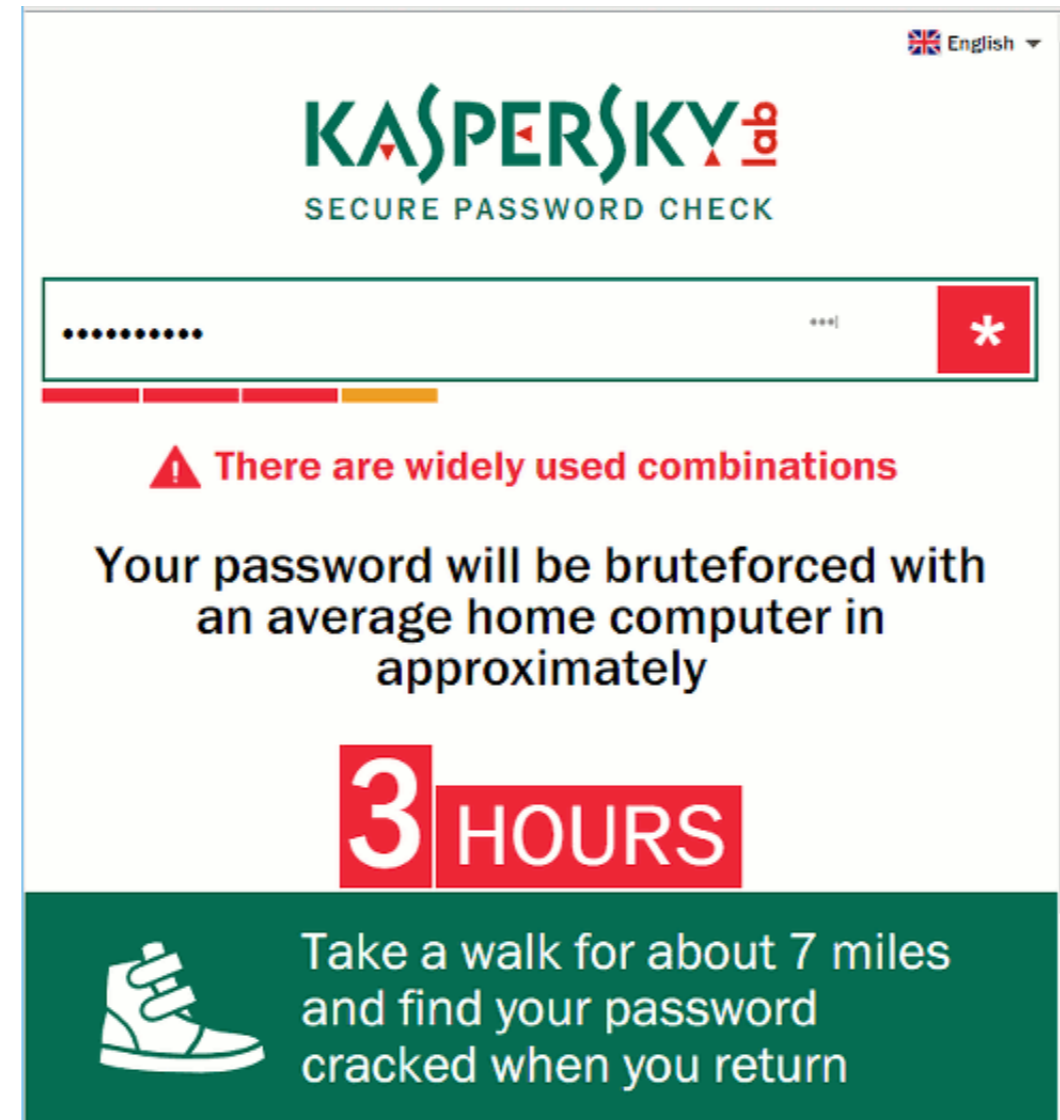 English
KASPERSKY lab
SECURE PASSWORD CHECK
••••••••••
•••|
*
There are widely used combinations
Your password will be bruteforced with
an average home computer in
approximately
3 HOURS
Take a walk for about 7 miles
and find your password
cracked when you return